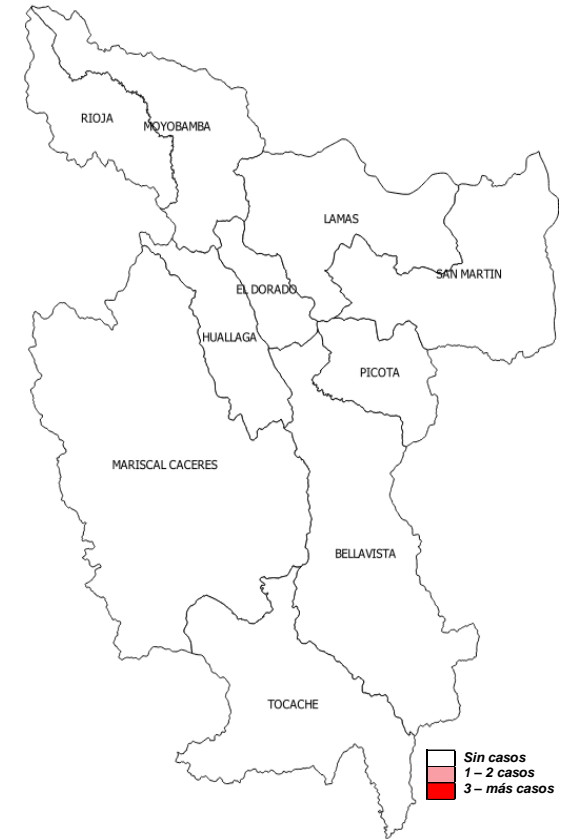 RIOJA
MOYOBAMBA
LAMAS
SAN MARTIN
EL DORADO
HUALLAGA
PICOTA
MARISCAL CACERES
BELLAVISTA
TOCACHE
Sin casos
1 – 2 casos
3 – más casos